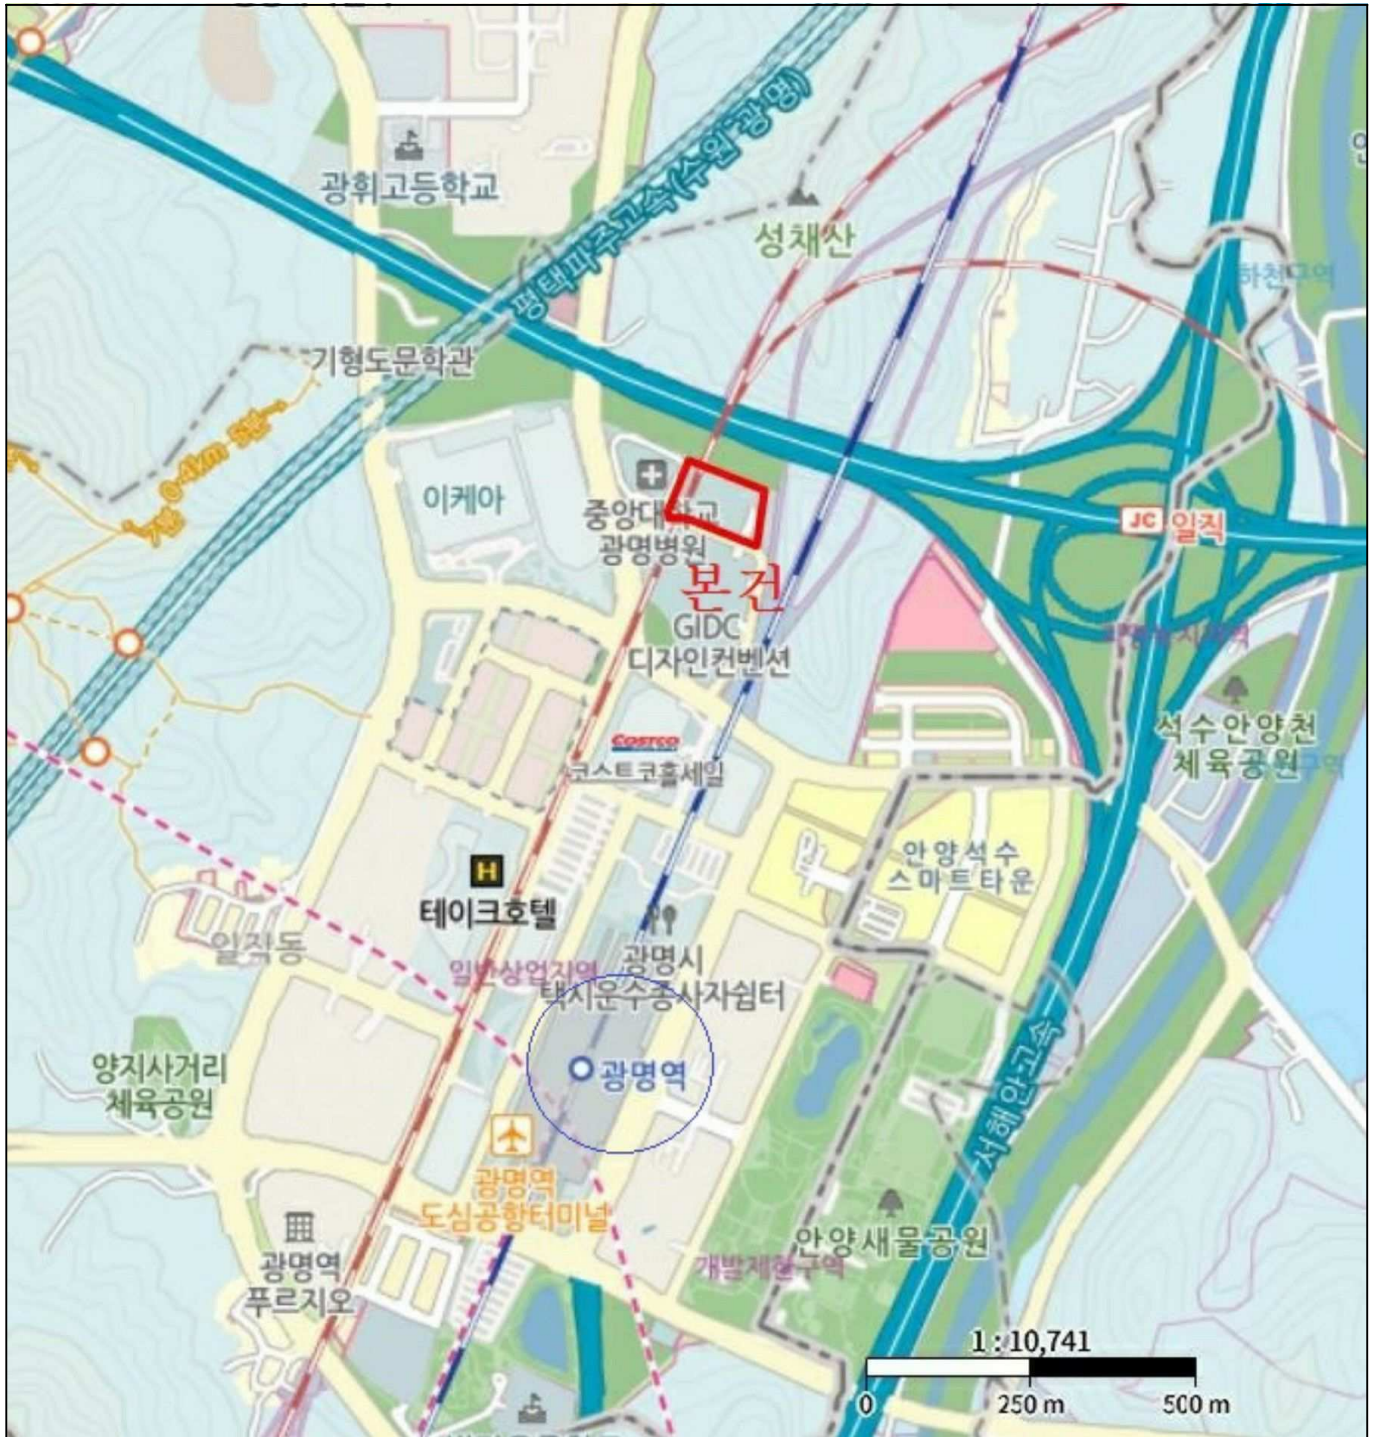 평택파주고속(수원-광명)
광휘고등학교
성채산
하천구역
기형도문학관
0.4km
이케아
중앙대학교
광명병원
JC 일직
본건
GIDC
디자인컨벤션
석수안양천
체육공원
COSTCO
코스트코홀세일
안양석수
스마트타운
H
테이크호텔
일직동
일반상업지역
광명시
택시운수종사자쉼터
양지사거리
체육공원
광명역
서해안고속
광명역
도심공항터미널
안양새물공원
개발제한구역
광명역
푸르지오
1 : 10,741
0 250 m 500 m